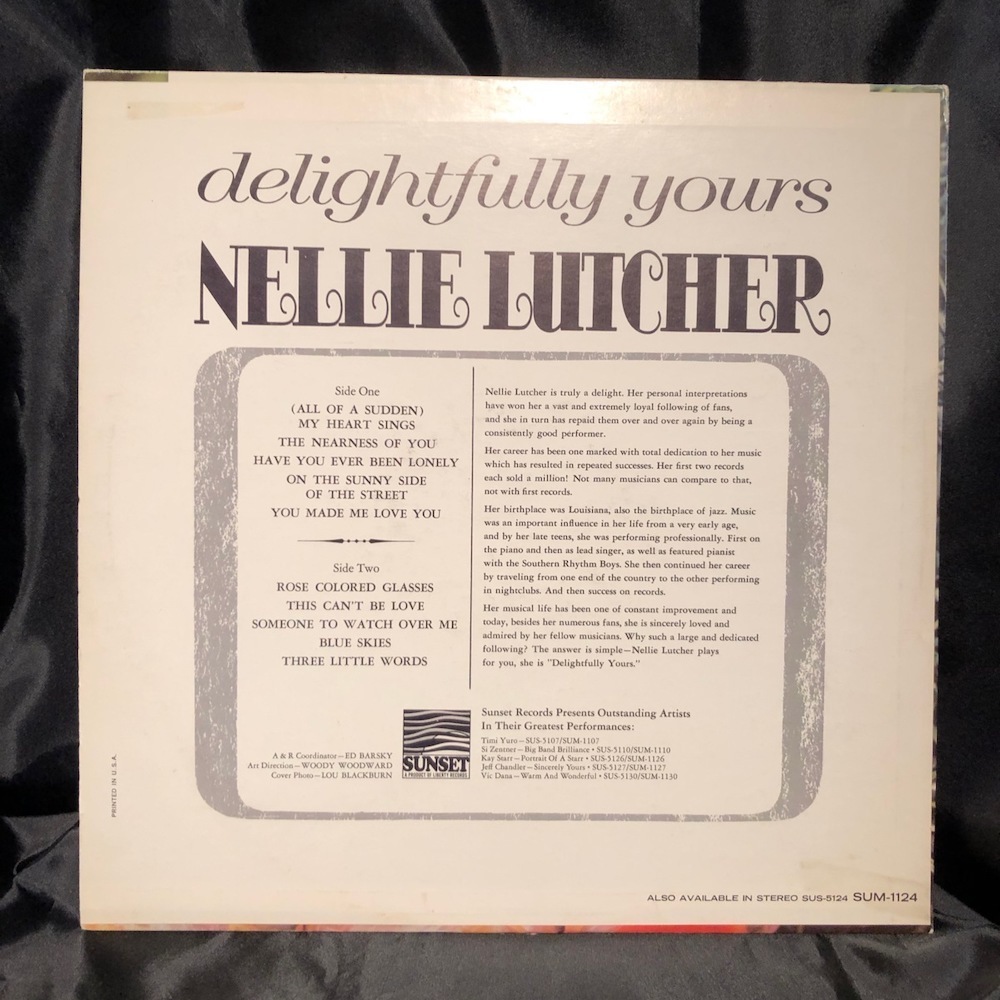 delightfully yours
NELLIE LUTCHER
Side One
(ALL OF A SUDDEN)
MY HEART SINGS
THE NEARNESS OF YOU
HAVE YOU EVER BEEN LONELY
ON THE SUNNY SIDE
OF THE STREET
YOU MADE ME LOVE YOU
Side Two
ROSE COLORED GLASSES
THIS CAN'T BE LOVE
SOMEONE TO WATCH OVER ME
BLUE SKIES
THREE LITTLE WORDS
Nellie Lutcher is truly a delight. Her personal interpretations
have won her a vast and extremely loyal following of fans,
and she in turn has repaid them over and over again by being a
consistently good performer.
Her career has been one marked with total dedication to her music
which has resulted in repeated successes. Her first two records
each sold a million! Not many musicians can compare to that,
not with first records.
Her birthplace was Louisiana, also the birthplace of jazz. Music
was an important influence in her life from a very early age,
and by her late teens, she was performing professionally. First on
the piano and then as lead singer, as well as featured pianist
with the Southern Rhythm Boys. She then continued her career
by traveling from one end of the country to the other performing
in nightclubs. And then success on records.
Her musical life has been one of constant improvement and
today, besides her numerous fans, she is sincerely loved and
admired by her fellow musicians. Why such a large and dedicated
following? The answer is simple—Nellie Lutcher plays
for you, she is "Delightfully Yours."
A & R Coordinator—ED BARSKY
Art Direction—WOODY WOODWARD
Cover Photo—LOU BLACKBURN
SUNSET
A PRODUCT OF LIBERTY RECORDS
Sunset Records Presents Outstanding Artists
In Their Greatest Performances:
Timi Yuro—SUS-5107/SUM-1107
Si Zentner—Big Band Brilliance • SUS-5110/SUM-1110
Kay Starr—Portrait Of A Starr • SUS-5126/SUM-1126
Jeff Chandler—Sincerely Yours • SUS-5127/SUM-1127
Vic Dana—Warm And Wonderful • SUS-5130/SUM-1130
PRINTED IN U.S.A.
ALSO AVAILABLE IN STEREO SUS-5124 SUM-1124